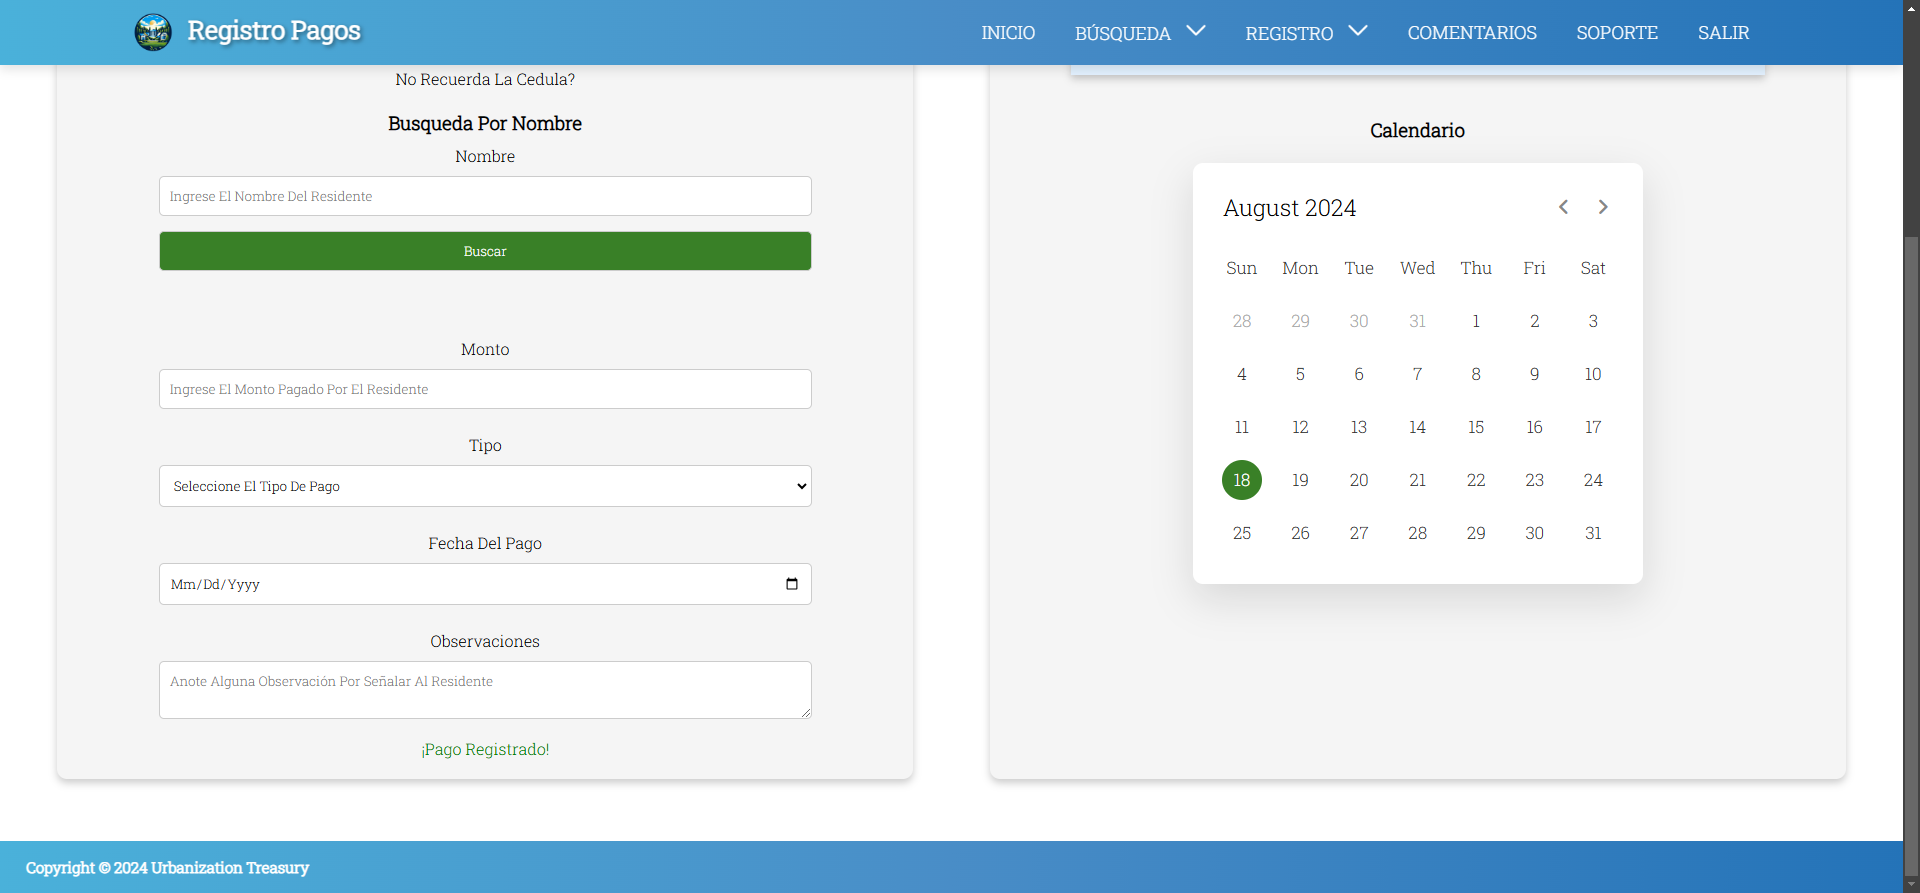 Registro Pagos
INICIO
BÚSQUEDA
REGISTRO
COMENTARIOS
SOPORTE
SALIR
No Recuerda La Cedula?
Busqueda Por Nombre
Nombre
Ingrese El Nombre Del Residente
Buscar
Monto
Ingrese El Monto Pagado Por El Residente
Tipo
Seleccione El Tipo De Pago
Fecha Del Pago
Mm/Dd/Yyyy
Observaciones
Anote Alguna Observación Por Señalar Al Residente
¡Pago Registrado!
Calendario
August 2024
Sun Mon Tue Wed Thu Fri Sat
28 29 30 31 1 2 3
4 5 6 7 8 9 10
11 12 13 14 15 16 17
18 19 20 21 22 23 24
25 26 27 28 29 30 31
Copyright © 2024 Urbanization Treasury